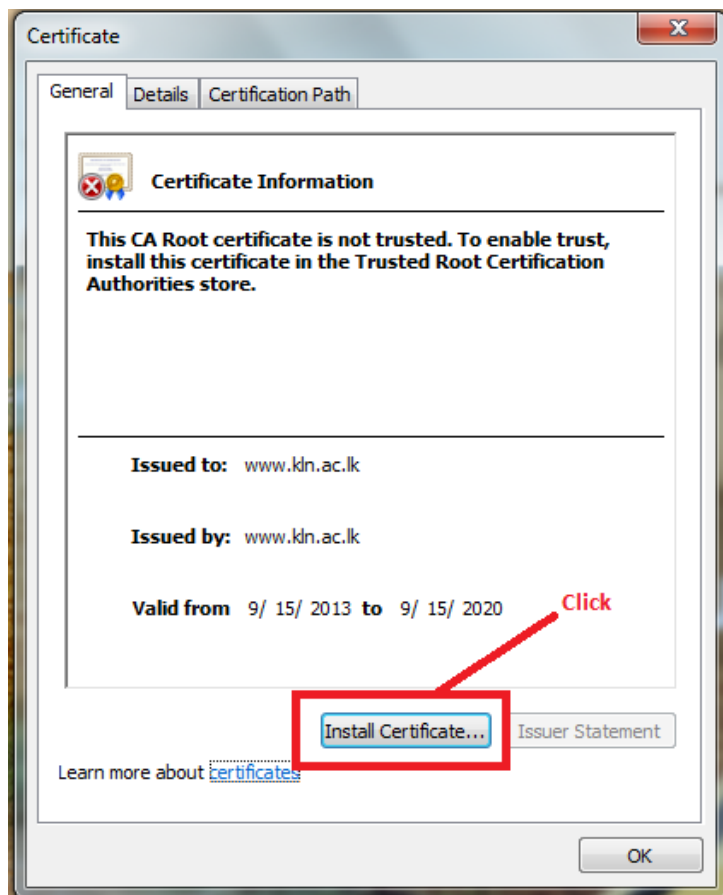 Certificate
General Details Certification Path
Certificate Information
This CA Root certificate is not trusted. To enable trust,
install this certificate in the Trusted Root Certification
Authorities store.
Issued to: www.kln.ac.lk
Issued by: www.kln.ac.lk
Valid from 9/ 15/ 2013 to 9/ 15/ 2020
Click
Install Certificate... Issuer Statement
Learn more about certificates
OK